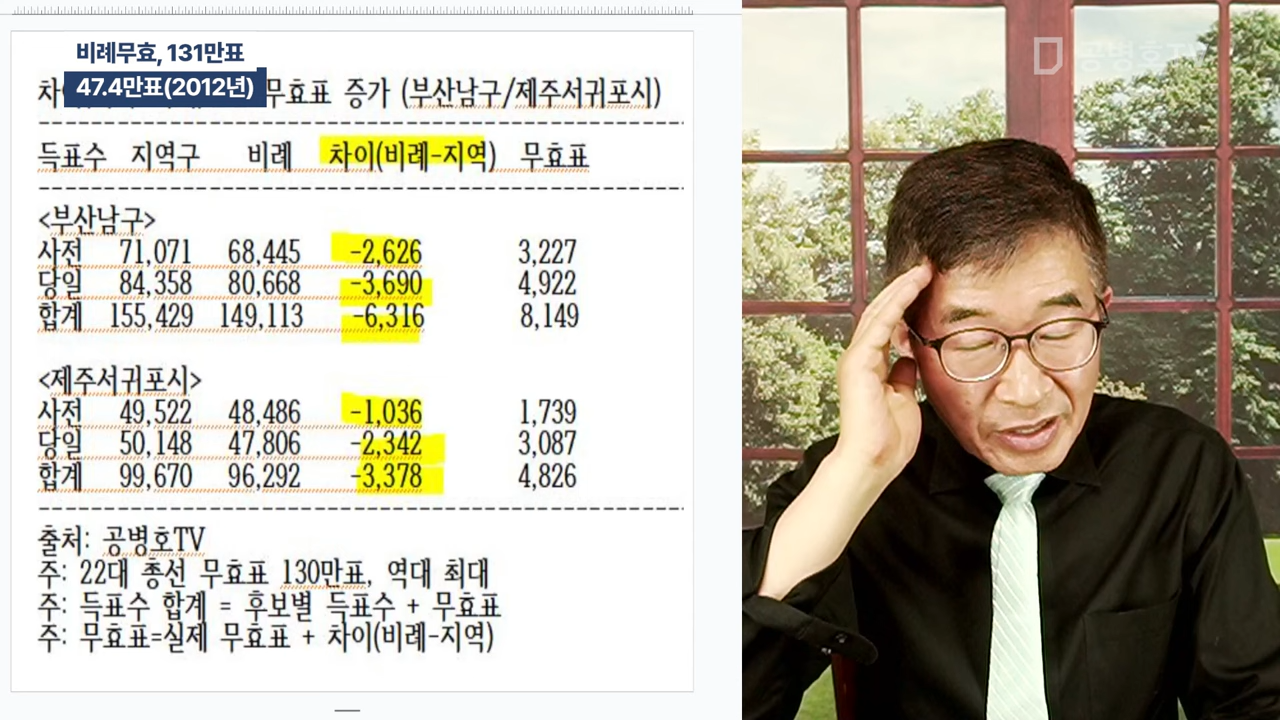 비례무효, 131만표
47.4만표(2012년)
차 무효표 증가 (부산남구/제주서귀포시)
득표수 지역구 비례 차이(비례-지역) 무효표
<부산남구>
사전 71,071 68,445 -2,626 3,227
당일 84,358 80,668 -3,690 4,922
합계 155,429 149,113 -6,316 8,149
<제주서귀포시>
사전 49,522 48,486 -1,036 1,739
당일 50,148 47,806 -2,342 3,087
합계 99,670 96,292 -3,378 4,826
출처: 공병호TV
주: 22대 총선 무효표 130만표, 역대 최대
주: 득표수 합계 = 후보별 득표수 + 무효표
주: 무효표=실제 무효표 + 차이(비례-지역)
공병호TV